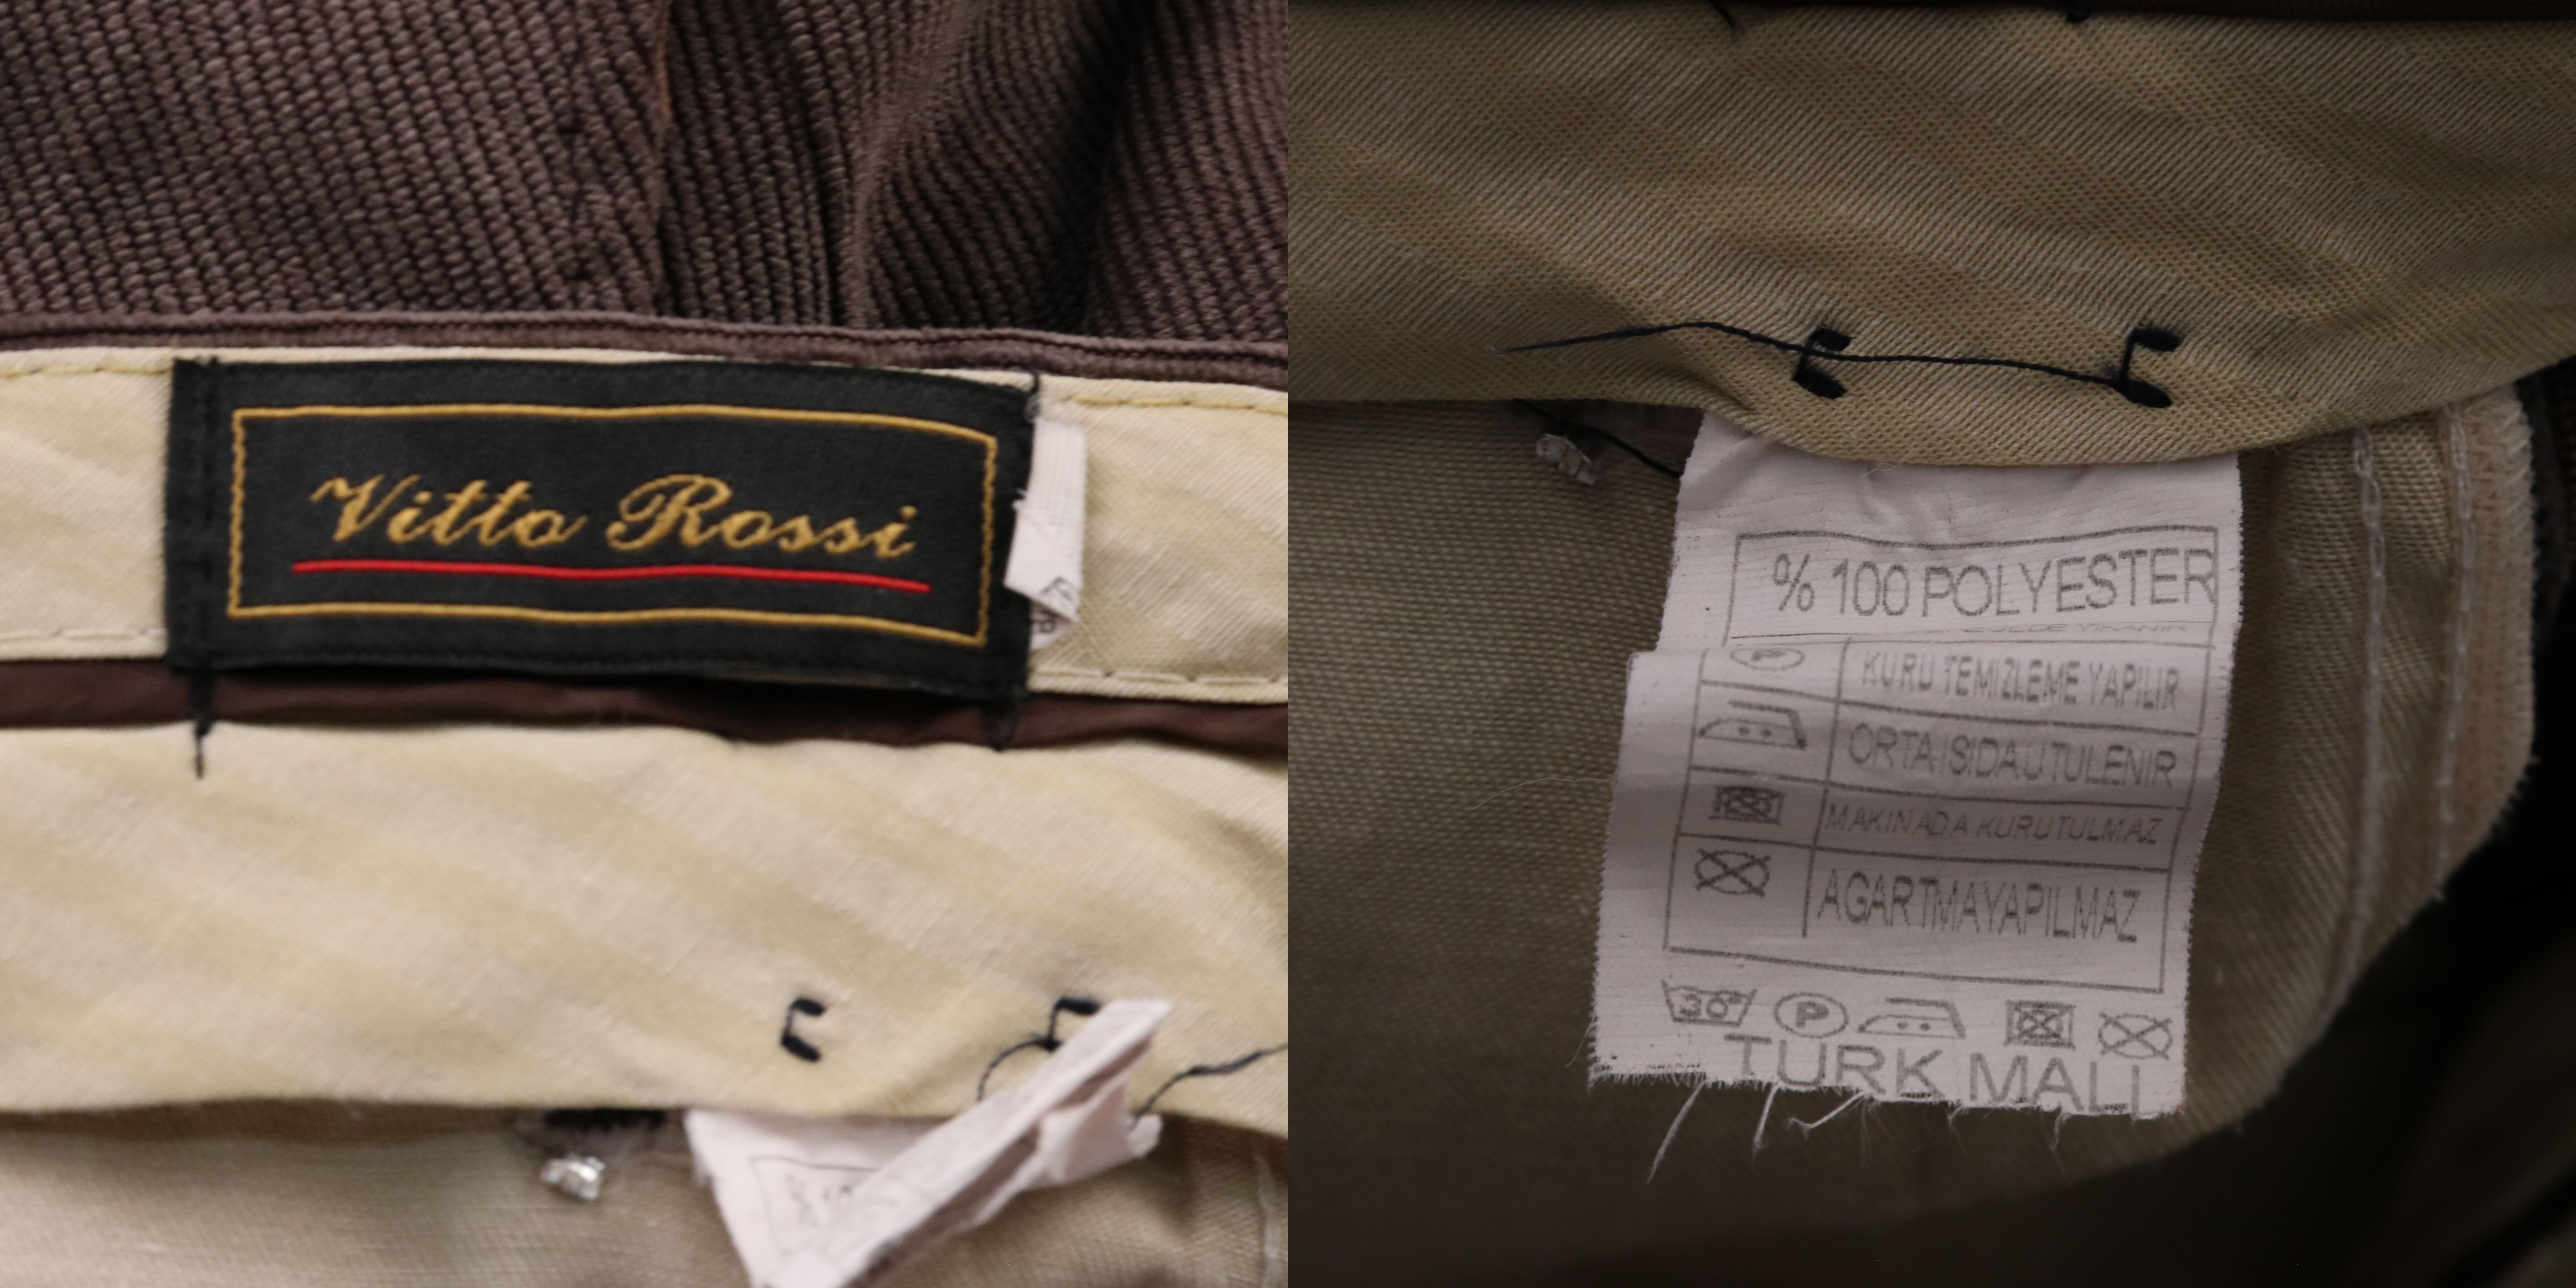 Vitto Rossi
% 100 POLYESTER
P
KURU TEMIZLEME YAPILIR
ORTA ISIDA UTULENIR
MAKINADA KURUTULMAZ
AGARTMA YAPILMAZ
30° P
TURK MALI